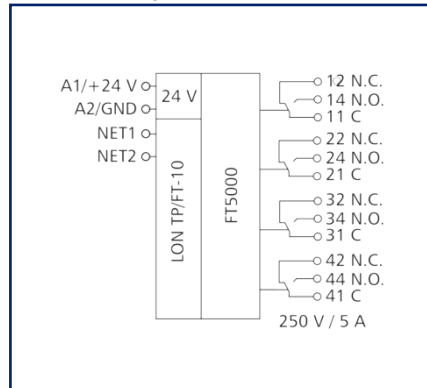 A1/+24 V
A2/GND
NET1
NET2
24 V
LON TP/FT-10
FT5000
12 N.C.
14 N.O.
11 C
22 N.C.
24 N.O.
21 C
32 N.C.
34 N.O.
31 C
42 N.C.
44 N.O.
41 C
250 V / 5 A